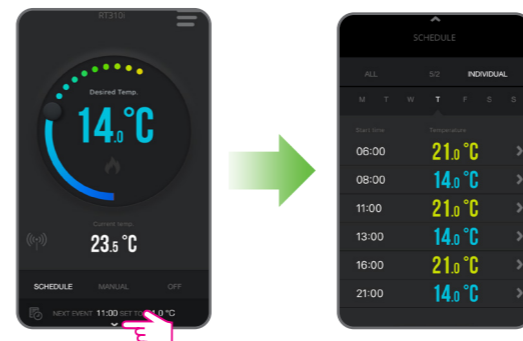 RT310i
Desired Temp.
14.0°C
Current temp.
23.5 °C
SCHEDULE MANUAL OFF
NEXT EVENT 11:00 SET TO 21.0 °C
SCHEDULE
ALL 5/2 INDIVIDUAL
M T W T F S S
Start time Temperature
06:00 21.0 °C
08:00 14.0 °C
11:00 21.0 °C
13:00 14.0 °C
16:00 21.0 °C
21:00 14.0 °C